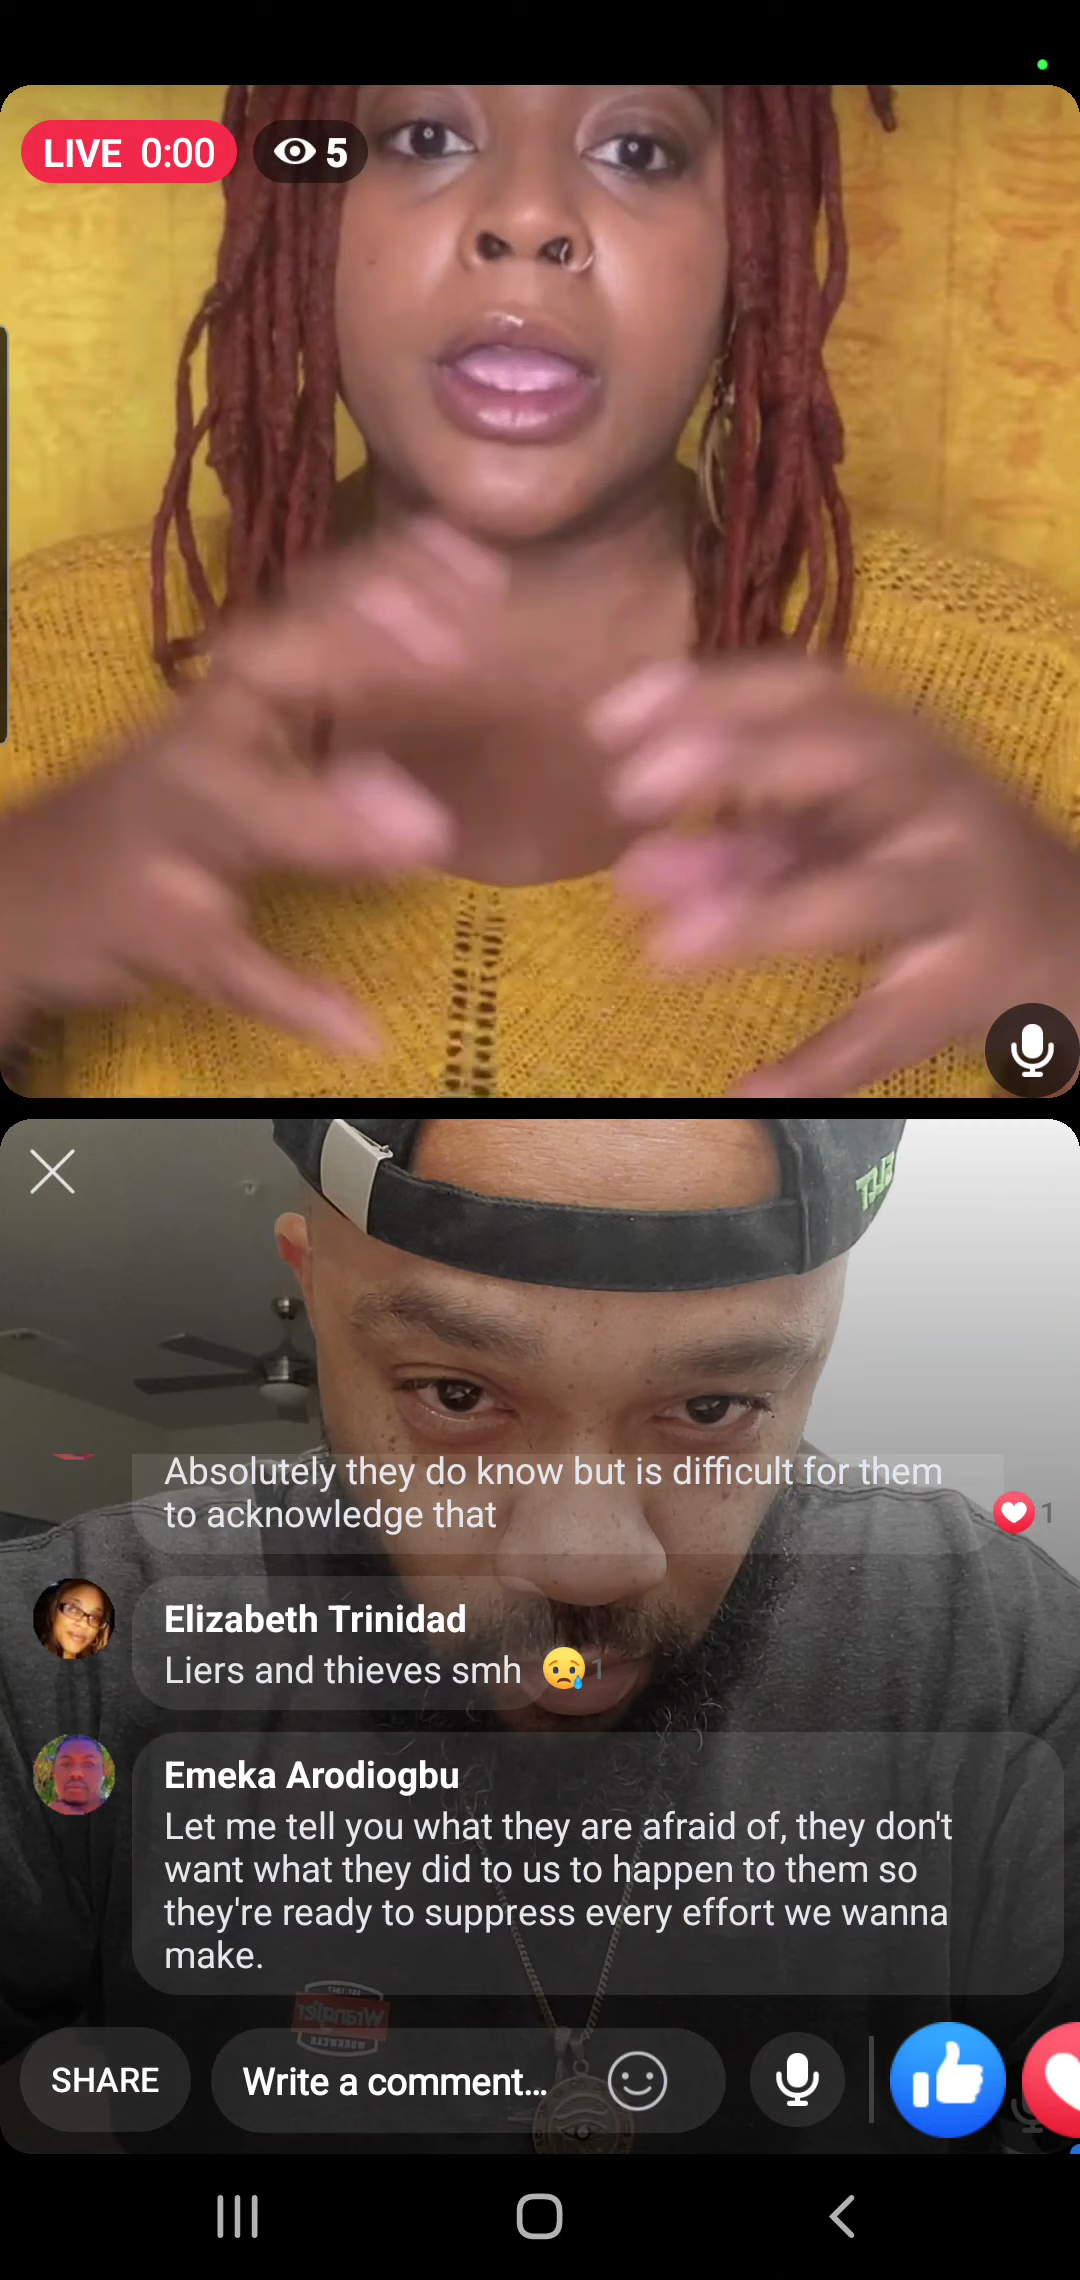 LIVE 0:00 5
Absolutely they do know but is difficult for them
to acknowledge that
1
Elizabeth Trinidad
Liers and thieves smh 1
Emeka Arodiogbu
Let me tell you what they are afraid of, they don't
want what they did to us to happen to them so
they're ready to suppress every effort we wanna
make.
Wrangler
WORKWEAR
SHARE
Write a comment...